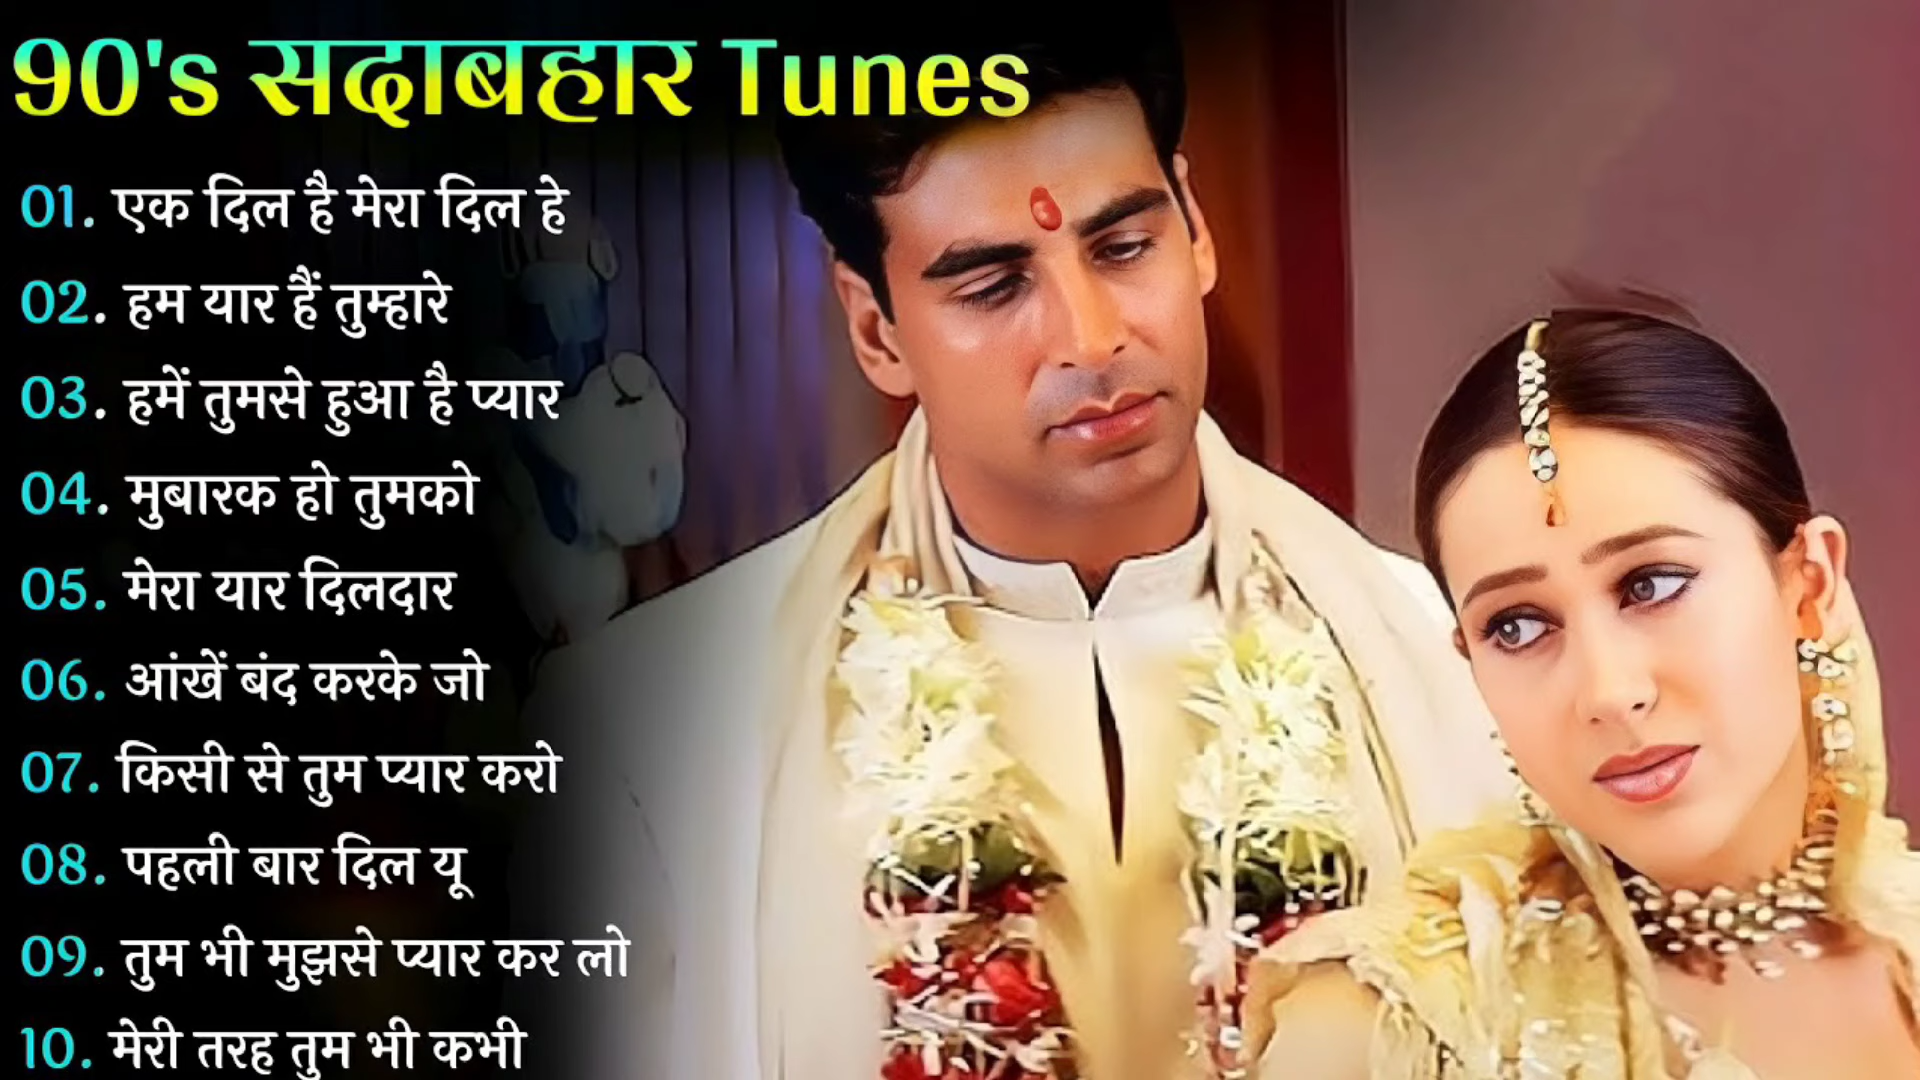 90's सदाबहार Tunes
01. एक दिल है मेरा दिल हे
02. हम यार हैं तुम्हारे
03. हमें तुमसे हुआ है प्यार
04. मुबारक हो तुमको
05. मेरा यार दिलदार
06. आंखें बंद करके जो
07. किसी से तुम प्यार करो
08. पहली बार दिल यू
09. तुम भी मुझसे प्यार कर लो
10. मेरी तरह तुम भी कभी